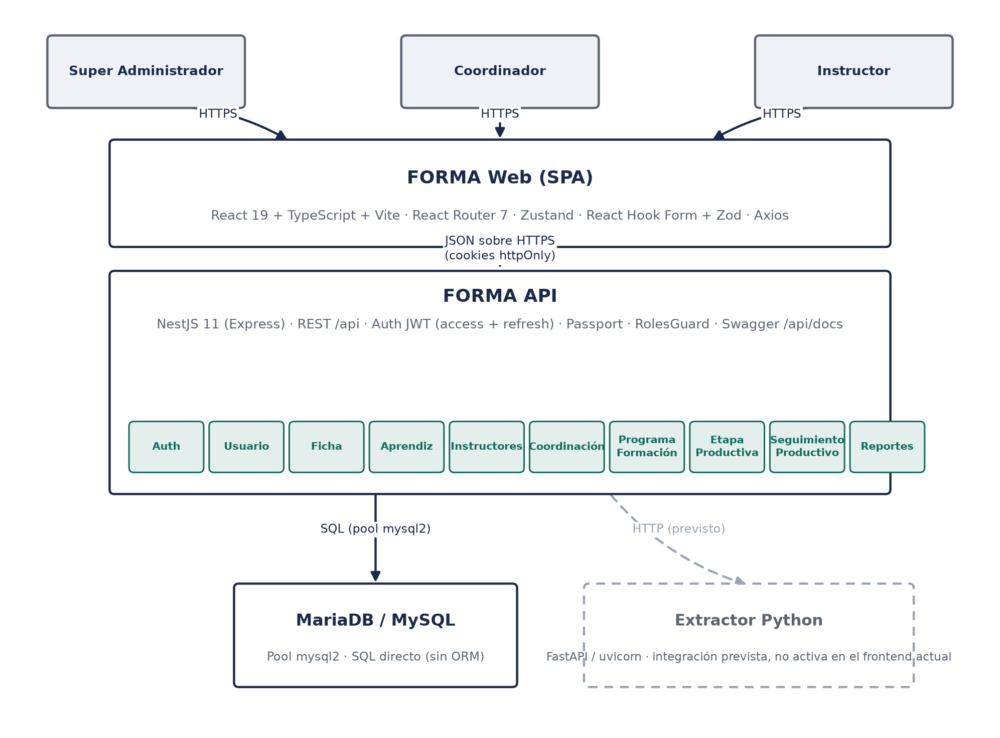 Super Administrador
Coordinador
Instructor
HTTPS
HTTPS
HTTPS
FORMA Web (SPA)
React 19 + TypeScript + Vite · React Router 7 · Zustand · React Hook Form + Zod · Axios
JSON sobre HTTPS
(cookies httpOnly)
FORMA API
NestJS 11 (Express) · REST /api · Auth JWT (access + refresh) · Passport · RolesGuard · Swagger /api/docs
Auth
Usuario
Ficha
Aprendiz
Instructores
Coordinación
Programa
Formación
Etapa
Productiva
Seguimiento
Productivo
Reportes
SQL (pool mysql2)
HTTP (previsto)
MariaDB / MySQL
Pool mysql2 · SQL directo (sin ORM)
Extractor Python
FastAPI / uvicorn · integración prevista, no activa en el frontend actual